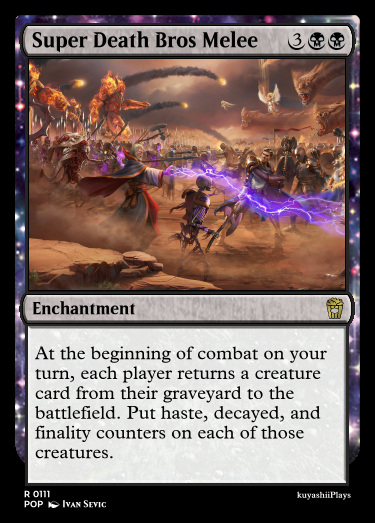 Super Death Bros Melee 3
Enchantment
At the beginning of combat on your
turn, each player returns a creature
card from their graveyard to the
battlefield. Put haste, decayed, and
finality counters on each of those
creatures.
R 0111
POP Ivan Sevic kuyashiiPlays